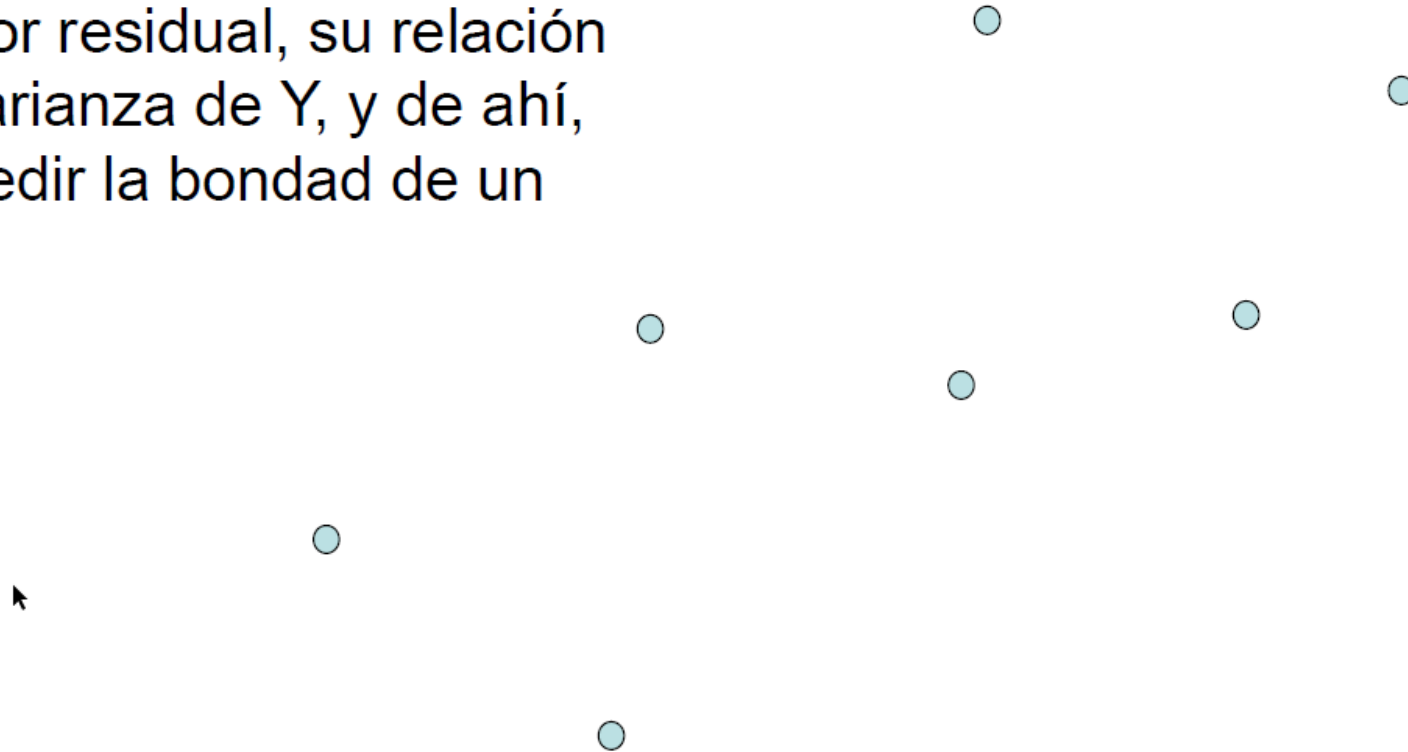 or residual, su relación
arianza de Y, y de ahí,
edir la bondad de un